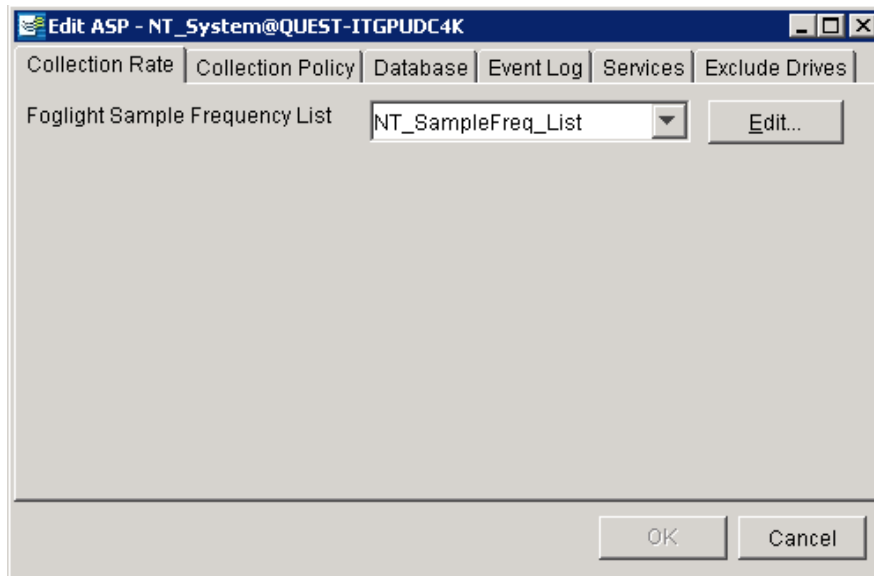 Edit ASP - NT_System@QUEST-ITGPUDC4K
Collection Rate Collection Policy Database Event Log Services Exclude Drives
Foglight Sample Frequency List NT_SampleFreq_List Edit...
OK Cancel